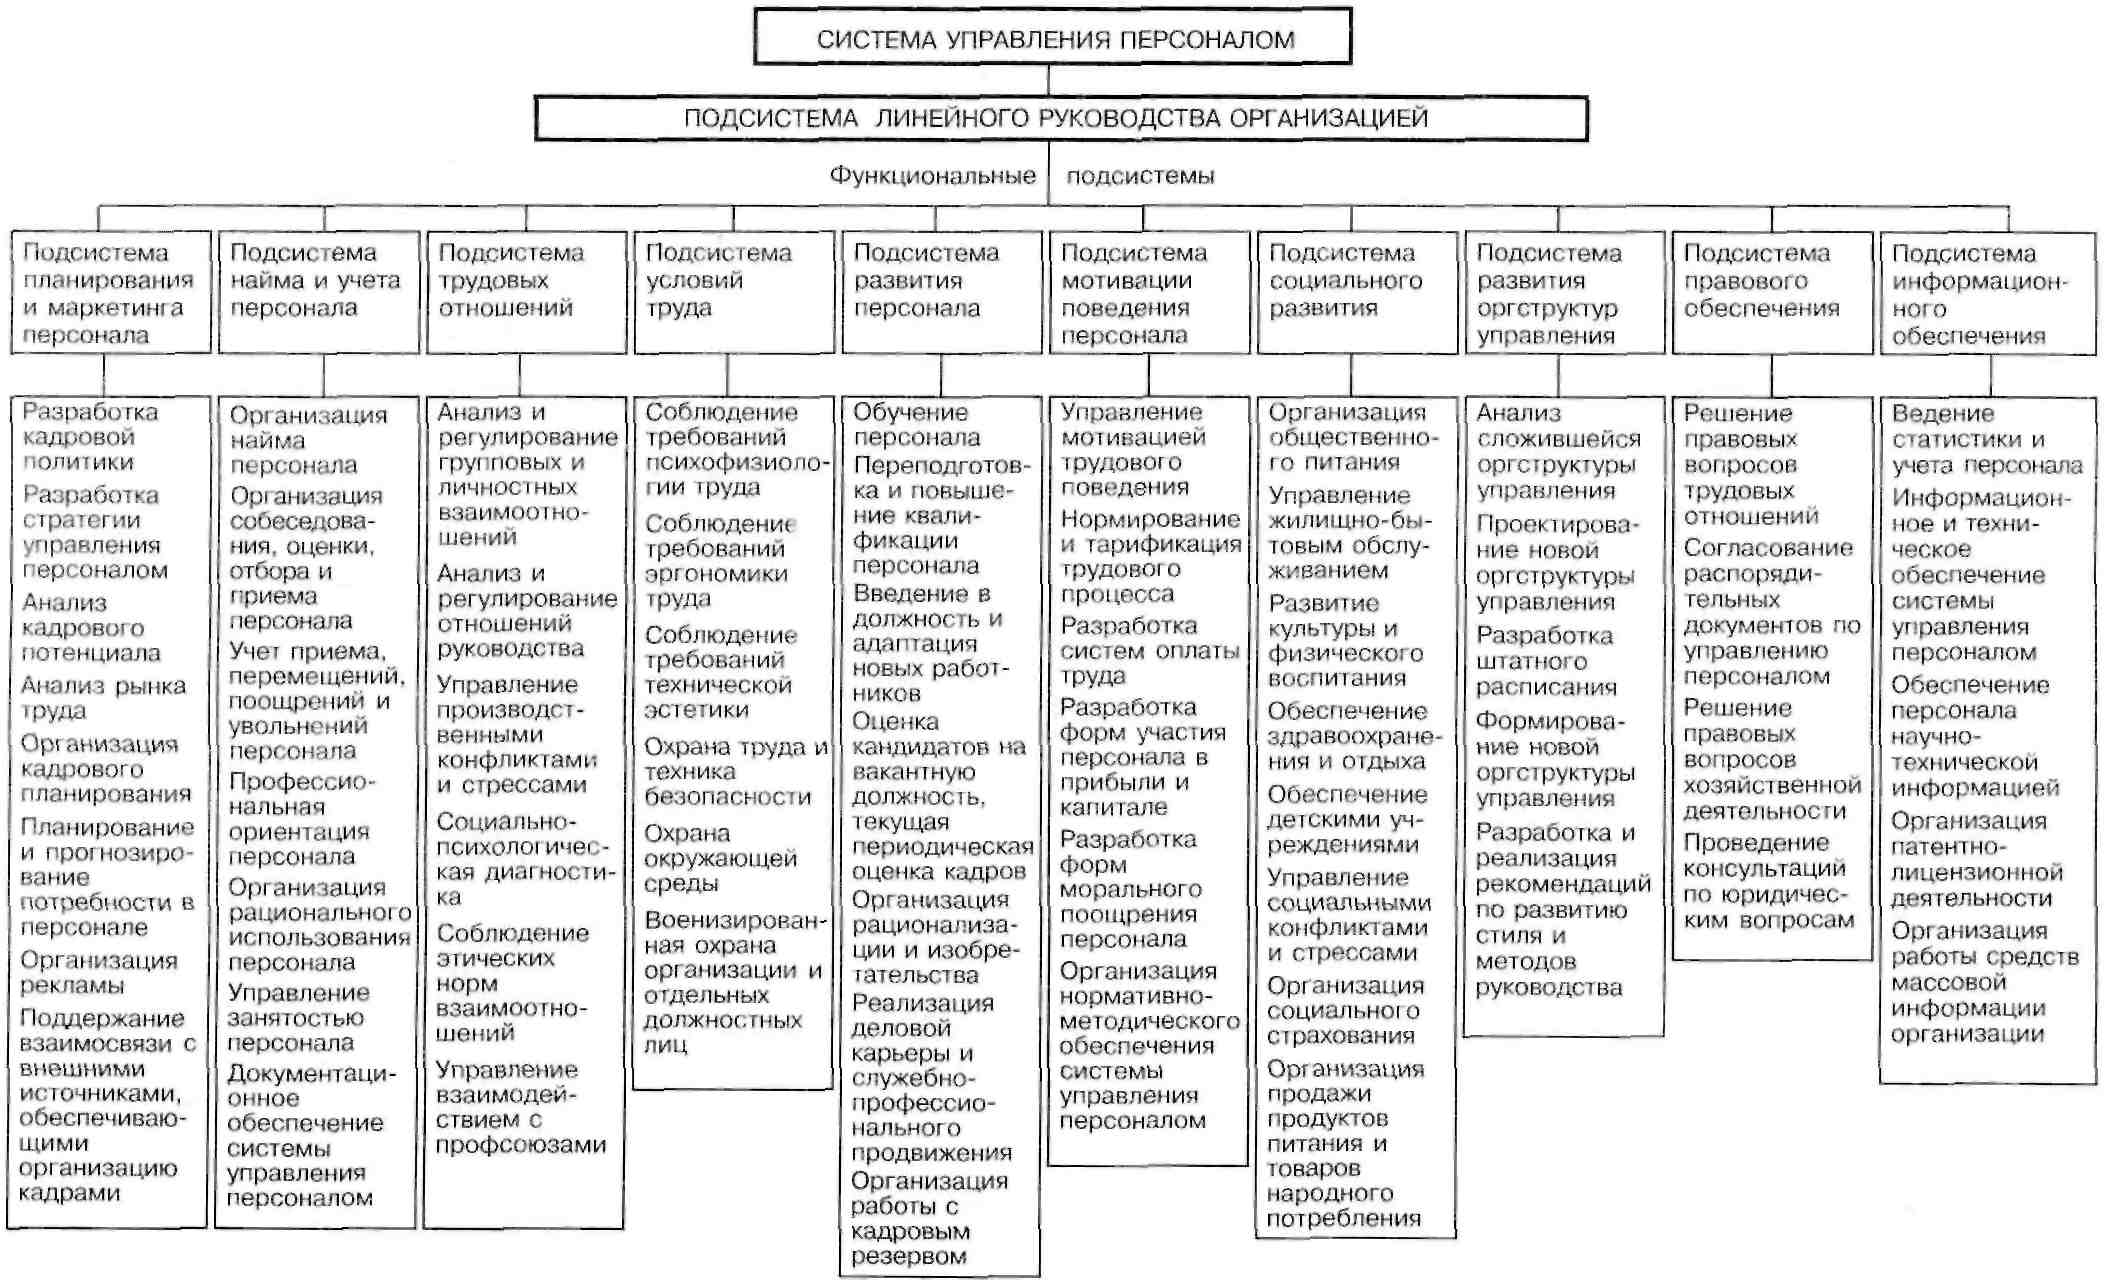 СИСТЕМА УПРАВЛЕНИЯ ПЕРСОНАЛОМ
ПОДСИСТЕМА ЛИНЕЙНОГО РУКОВОДСТВА ОРГАНИЗАЦИЕЙ
Функциональные подсистемы
Подсистема
планирования
и маркетинга
персонала
Подсистема
найма и учета
персонала
Подсистема
трудовых
отношений
Подсистема
условий
труда
Подсистема
развития
персонала
Подсистема
мотивации
поведения
персонала
Подсистема
социального
развития
Подсистема
развития
оргструктур
управления
Подсистема
правового
обеспечения
Подсистема
информацион-
ного
обеспечения
Разработка
кадровой
политики
Разработка
стратегии
управления
персоналом
Анализ
кадрового
потенциала
Анализ рынка
труда
Организация
кадрового
планирования
Планирование
и прогнозиро-
вание
потребности в
персонале
Организация
рекламы
Поддержание
взаимосвязи с
внешними
источниками,
обеспечиваю-
щими
организацию
кадрами
Организация
найма
персонала
Организация
собеседова-
ния, оценки,
отбора и
приема
персонала
Учет приема,
перемещений,
поощрений и
увольнений
персонала
Профессио-
нальная
ориентация
персонала
Организация
рационального
использования
персонала
Управление
занятостью
персонала
Документаци-
онное
обеспечение
системы
управления
персоналом
Анализ и
регулирование
групповых и
личностных
взаимоотно-
шений
Анализ и
регулирование
отношений
руководства
Управление
производст-
венными
конфликтами
и стрессами
Социально-
психологичес-
кая диагности-
ка
Соблюдение
этических
норм
взаимоотно-
шений
Управление
взаимодей-
ствием с
профсоюзами
Соблюдение
требований
психофизиоло-
гии труда
Соблюдение
требований
эргономики
труда
Соблюдение
требований
технической
эстетики
Охрана труда и
техника
безопасности
Охрана
окружающей
среды
Военизирован-
ная охрана
организации и
отдельных
должностных
лиц
Обучение
персонала
Переподготов-
ка и повыше-
ние квали-
фикации
персонала
Введение в
должность и
адаптация
новых работ-
ников
Оценка
кандидатов на
вакантную
должность,
текущая
периодическая
оценка кадров
Организация
рационализа-
ции и изобре-
тательства
Реализация
деловой
карьеры и
служебно-
профессио-
нального
продвижения
Организация
работы с
кадровым
резервом
Управление
мотивацией
трудового
поведения
Нормирование
и тарификация
трудового
процесса
Разработка
систем оплаты
труда
Разработка
форм участия
персонала в
прибыли и
капитале
Разработка
форм
морального
поощрения
персонала
Организация
нормативно-
методического
обеспечения
системы
управления
персоналом
Организация
общественно-
го питания
Управление
жилищно-бы-
товым обслу-
живанием
Развитие
культуры и
физического
воспитания
Обеспечение
здравоохране-
ния и отдыха
Обеспечение
детскими уч-
реждениями
Управление
социальными
конфликтами
и стрессами
Организация
социального
страхования
Организация
продажи
продуктов
питания и
товаров
народного
потребления
Анализ
сложившейся
оргструктуры
управления
Проектирова-
ние новой
оргструктуры
управления
Разработка
штатного
расписания
Формирова-
ние новой
оргструктуры
управления
Разработка и
реализация
рекомендаций
по развитию
стиля и
методов
руководства
Решение
правовых
вопросов
трудовых
отношений
Согласование
распоряди-
тельных
документов по
управлению
персоналом
Решение
правовых
вопросов
хозяйственной
деятельности
Проведение
консультаций
по юридичес-
ким вопросам
Ведение
статистики и
учета персонала
Информацион-
ное и техни-
ческое
обеспечение
системы
управления
персоналом
Обеспечение
персонала
научно-
технической
информацией
Организация
патентно-
лицензионной
деятельности
Организация
работы средств
массовой
информации
организации